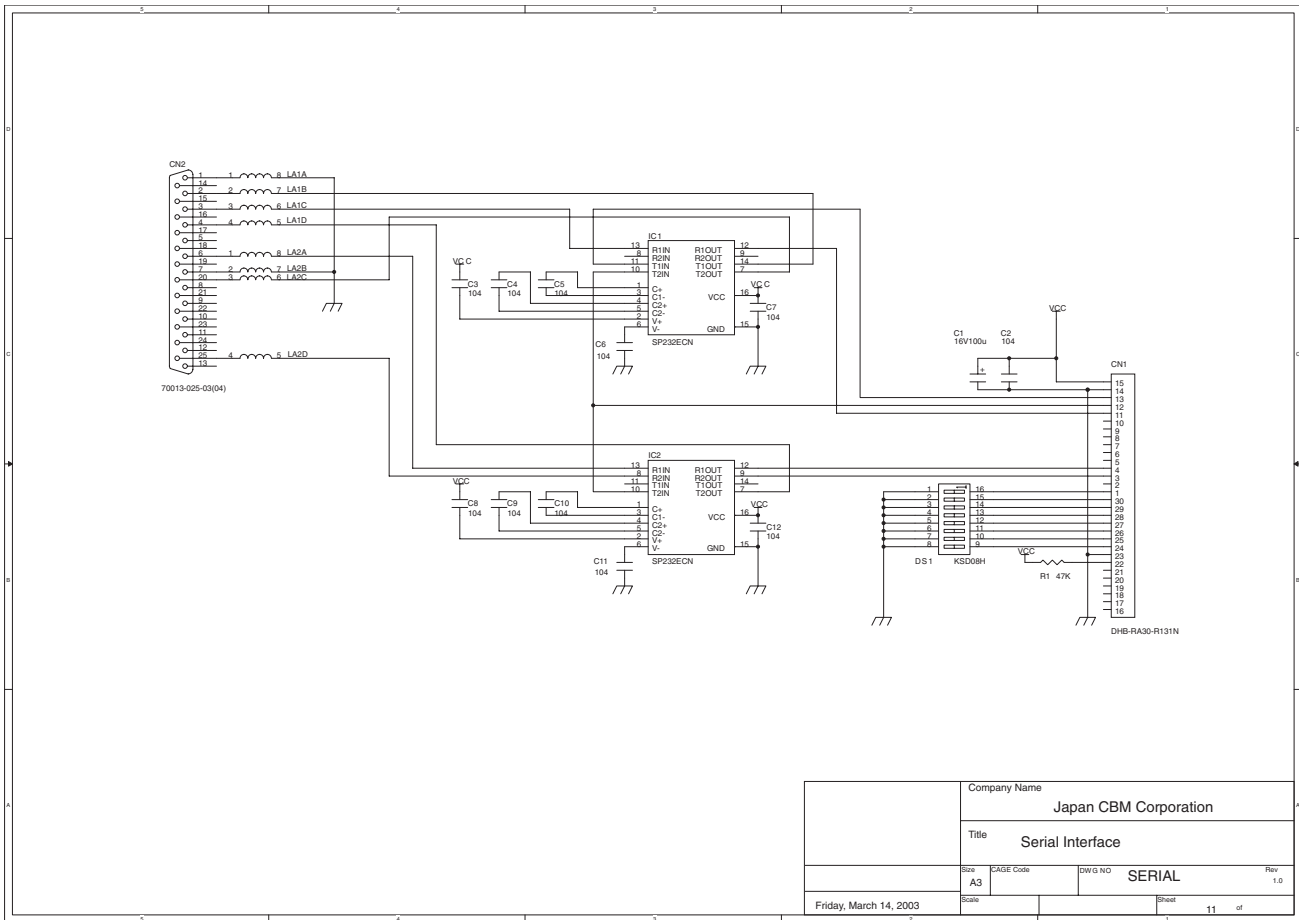 5 4 3 2 1
D D
C C
B B
A A
CN2
1
14
2
15
3
16
4
17
5
18
6
19
7
20
8
21
9
22
10
23
11
24
12
25
13
70013-025-03(04)
1 8 LA1A
2 7 LA1B
3 6 LA1C
4 5 LA1D
1 8 LA2A
2 7 LA2B
3 6 LA2C
4 5 LA2D
IC1
13 R1IN R1OUT 12
8 R2IN R2OUT 9
11 T1IN T1OUT 14
10 T2IN T2OUT 7
1 C+
3 C1-
4 C2+
5 C2-
2 V+
6 V-
VCC 16
GND 15
SP232ECN
VCC
C3
104
C4
104
C5
104
C6
104
VCC
C7
104
IC2
13 R1IN R1OUT 12
8 R2IN R2OUT 9
11 T1IN T1OUT 14
10 T2IN T2OUT 7
1 C+
3 C1-
4 C2+
5 C2-
2 V+
6 V-
VCC 16
GND 15
SP232ECN
VCC
C8
104
C9
104
C10
104
C11
104
VCC
C12
104
VCC
C1
16V100u
+
C2
104
CN1
15
14
13
12
11
10
9
8
7
6
5
4
3
2
1
30
29
28
27
26
25
24
23
22
21
20
19
18
17
16
DHB-RA30-R131N
1 16
2 15
3 14
4 13
5 12
6 11
7 10
8 9
DS1 KSD08H
VCC
R1 47K
Company Name
Japan CBM Corporation
Title Serial Interface
Size A3 CAGE Code DWG NO SERIAL Rev 1.0
Friday, March 14, 2003 Scale Sheet 11 of
5 4 3 2 1